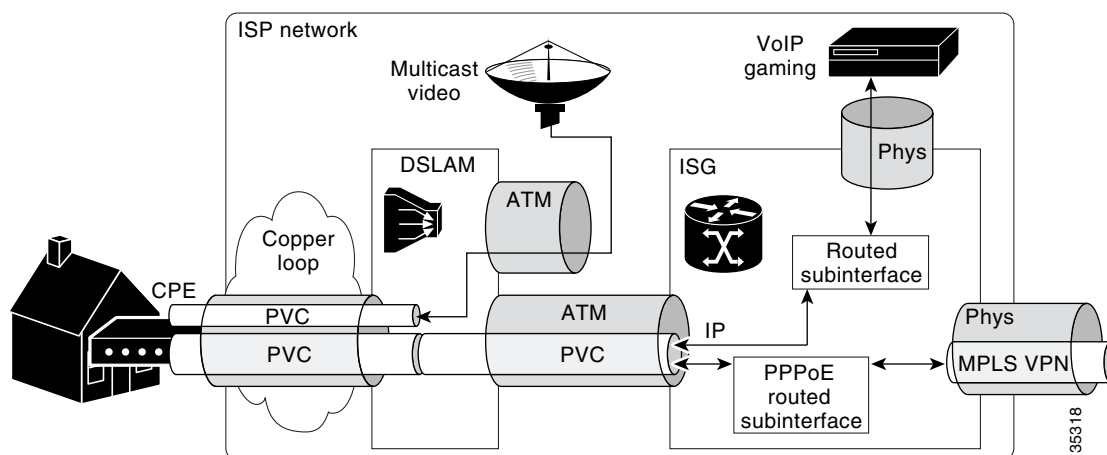 ISP network
VoIP
gaming
Multicast
video
Phys
DSLAM
ISG
ATM
Copper
loop
Routed
subinterface
CPE
PVC
ATM
IP
Phys
PVC
PVC
PPPoE
routed
subinterface
MPLS VPN
35318